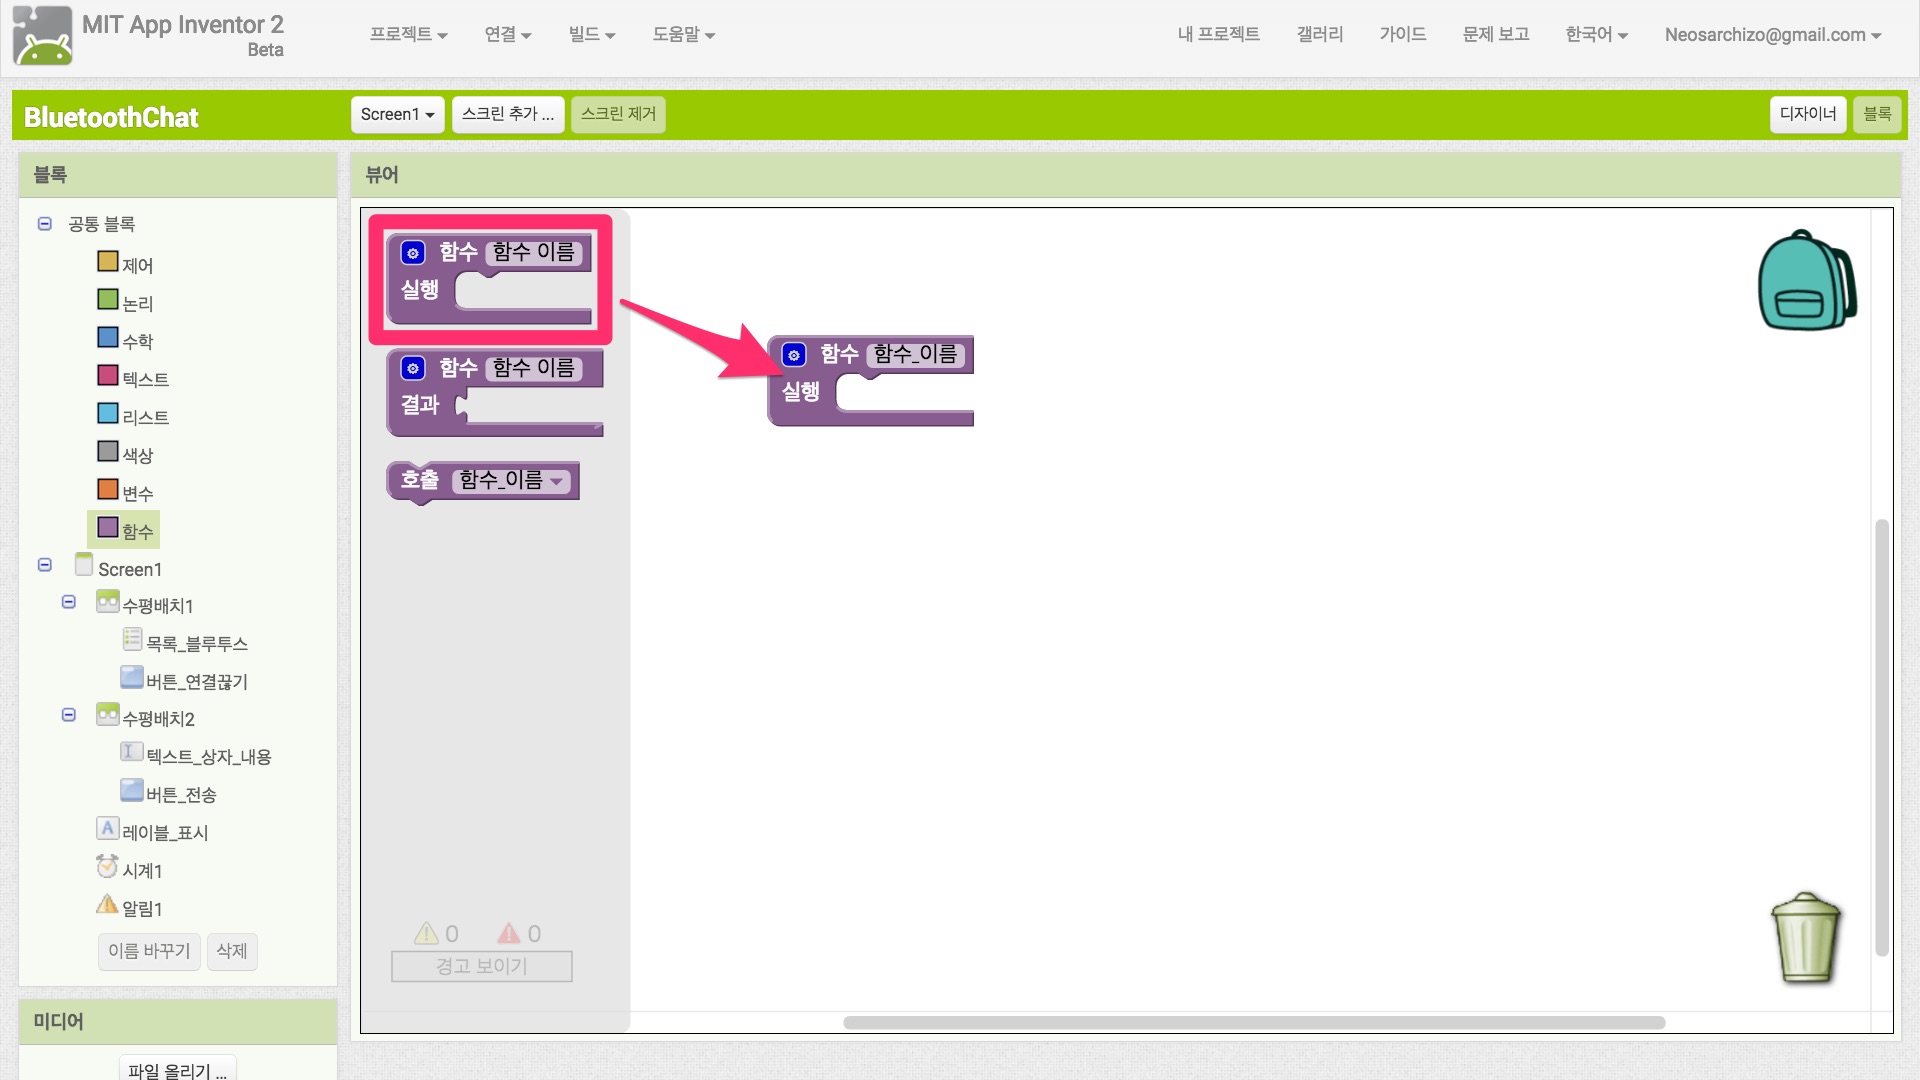 MIT App Inventor 2
Beta
프로젝트 연결 빌드 도움말 내 프로젝트 갤러리 가이드 문제 보고 한국어 Neosarchizo@gmail.com
BluetoothChat Screen1 스크린 추가 ... 스크린 제거 디자이너 블록
블록
공통 블록
제어
논리
수학
텍스트
리스트
색상
변수
함수
Screen1
수평배치1
목록_블루투스
버튼_연결끊기
수평배치2
텍스트_상자_내용
버튼_전송
레이블_표시
시계1
알림1
이름 바꾸기 삭제
미디어
파일 올리기 ...
뷰어
함수 함수 이름
실행
함수 함수 이름
결과
호출 함수_이름
함수 함수_이름
실행
0 0
경고 보이기